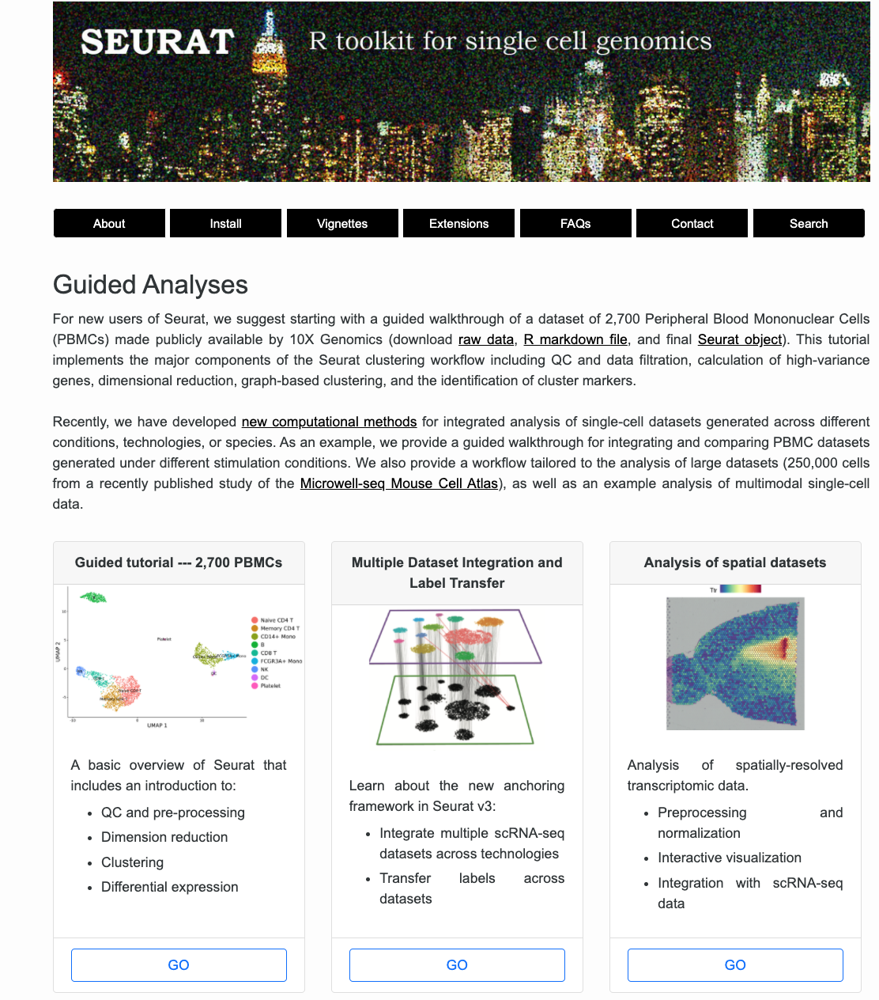 SEURAT R toolkit for single cell genomics
About Install Vignettes Extensions FAQs Contact Search
Guided Analyses
For new users of Seurat, we suggest starting with a guided walkthrough of a dataset of 2,700 Peripheral Blood Mononuclear Cells
(PBMCs) made publicly available by 10X Genomics (download raw data, R markdown file, and final Seurat object). This tutorial
implements the major components of the Seurat clustering workflow including QC and data filtration, calculation of high-variance
genes, dimensional reduction, graph-based clustering, and the identification of cluster markers.
Recently, we have developed new computational methods for integrated analysis of single-cell datasets generated across different
conditions, technologies, or species. As an example, we provide a guided walkthrough for integrating and comparing PBMC datasets
generated under different stimulation conditions. We also provide a workflow tailored to the analysis of large datasets (250,000 cells
from a recently published study of the Microwell-seq Mouse Cell Atlas), as well as an example analysis of multimodal single-cell
data.
Guided tutorial --- 2,700 PBMCs
10
5
0
-5
-10 0 10
UMAP 2
UMAP 1
Platelet
B
NK
CD8 T
Naive CD4 T
Memory CD4 T
CD14+ Mono
FCGR3A+ Mono
DC
Naive CD4 T
Memory CD4 T
CD14+ Mono
B
CD8 T
FCGR3A+ Mono
NK
DC
Platelet
A basic overview of Seurat that
includes an introduction to:
• QC and pre-processing
• Dimension reduction
• Clustering
• Differential expression
GO
Multiple Dataset Integration and
Label Transfer
Learn about the new anchoring
framework in Seurat v3:
• Integrate multiple scRNA-seq
datasets across technologies
• Transfer labels across
datasets
GO
Analysis of spatial datasets
Ttr
Analysis of spatially-resolved
transcriptomic data.
• Preprocessing and
normalization
• Interactive visualization
• Integration with scRNA-seq
data
GO